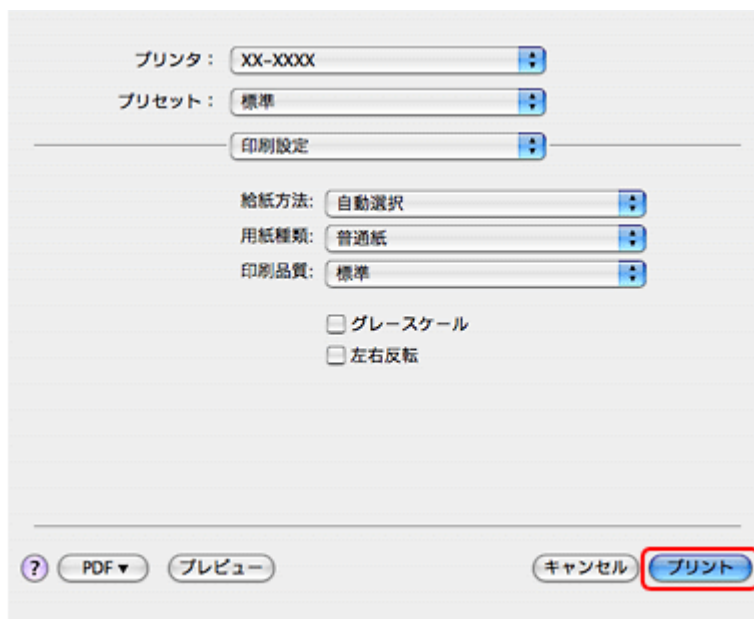 プリンタ： XX-XXXX
プリセット： 標準
印刷設定
給紙方法: 自動選択
用紙種類: 普通紙
印刷品質: 標準
グレースケール
左右反転
? PDF▼ プレビュー キャンセル プリント